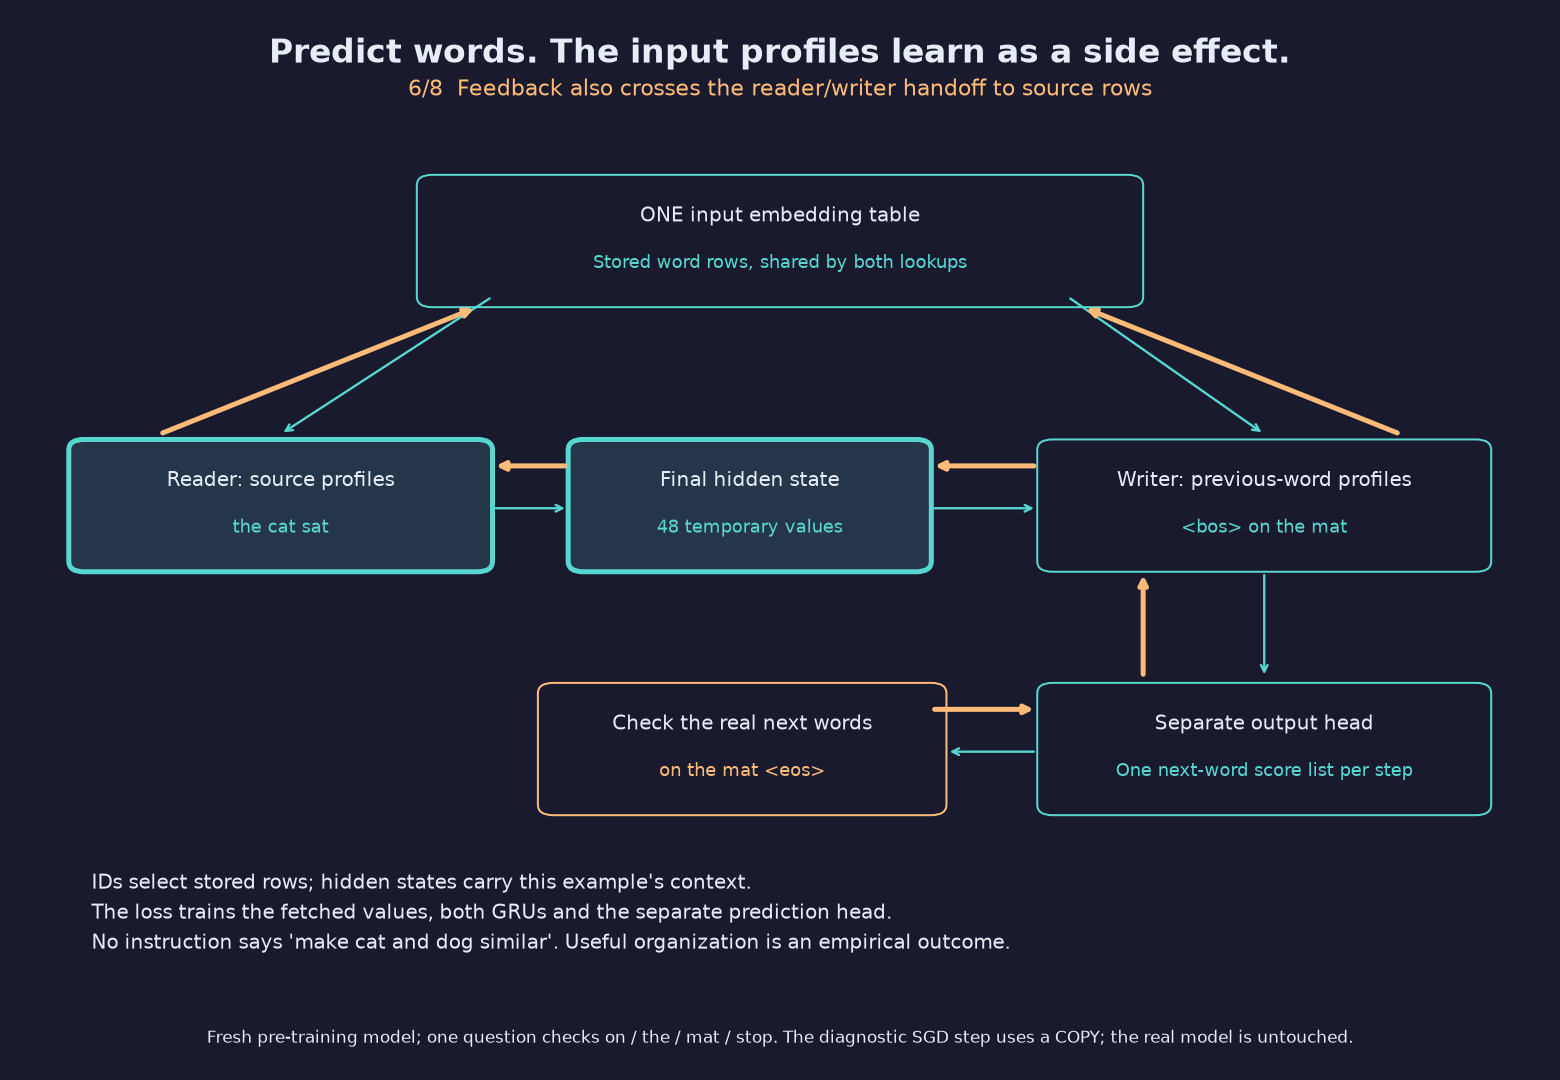 Predict words. The input profiles learn as a side effect.
6/8  Feedback also crosses the reader/writer handoff to source rows
ONE input embedding table
Stored word rows, shared by both lookups
Reader: source profiles
the cat sat
Final hidden state
48 temporary values
Writer: previous-word profiles
<bos> on the mat
Check the real next words
on the mat <eos>
Separate output head
One next-word score list per step
IDs select stored rows; hidden states carry this example's context.
The loss trains the fetched values, both GRUs and the separate prediction head.
No instruction says 'make cat and dog similar'. Useful organization is an empirical outcome.
Fresh pre-training model; one question checks on / the / mat / stop. The diagnostic SGD step uses a COPY; the real model is untouched.